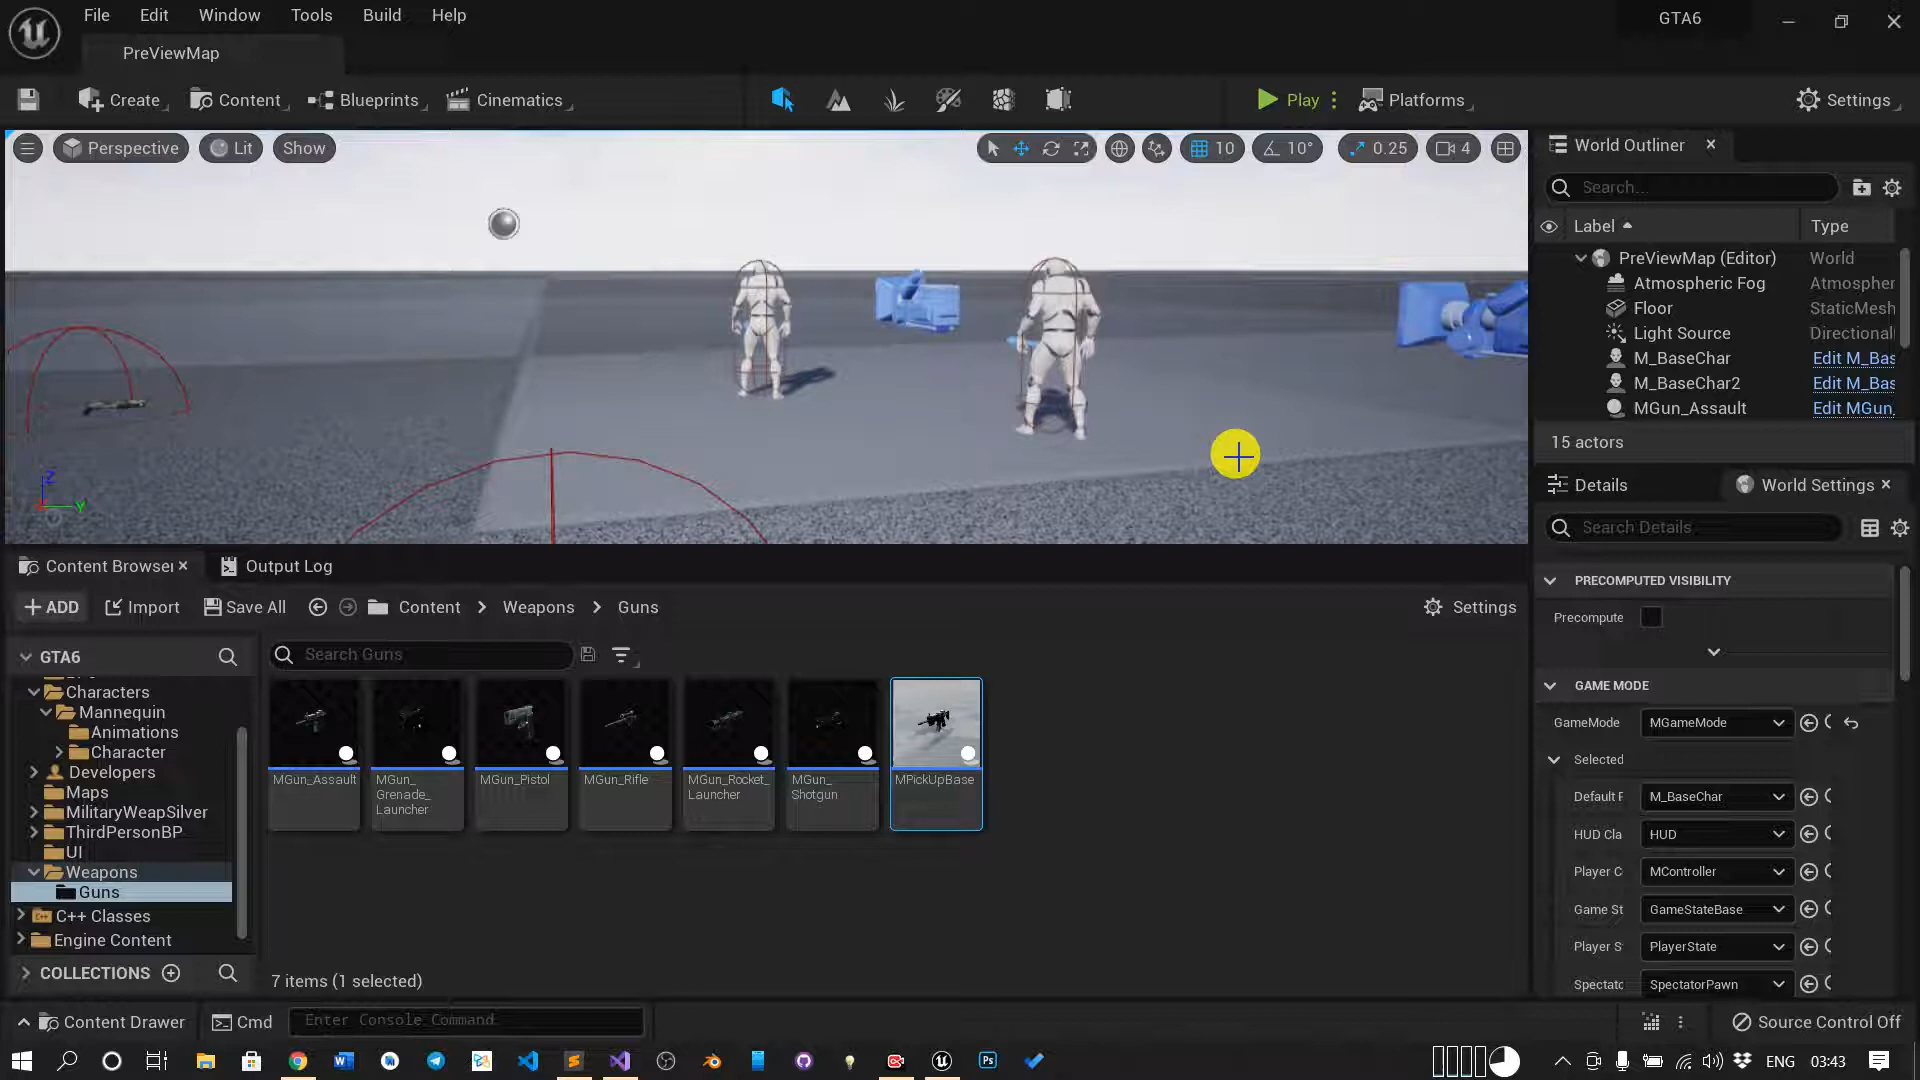 File Edit Window Tools Build Help
GTA6
PreViewMap
Create Content Blueprints Cinematics Play Platforms Settings
Perspective Lit Show 10 10° 0.25 4
World Outliner
Search...
Label Type
PreViewMap (Editor) World
Atmospheric Fog Atmospher
Floor StaticMesh
Light Source Directional
M_BaseChar Edit M_Bas
M_BaseChar2 Edit M_Bas
MGun_Assault Edit MGun_
15 actors
Z
Y
Details World Settings
Search Details
PRECOMPUTED VISIBILITY
Precompute
GAME MODE
GameMode MGameMode
Selected
Default F M_BaseChar
HUD Cla HUD
Player C MController
Game St GameStateBase
Player S PlayerState
Spectatc SpectatorPawn
Content Browser Output Log
ADD Import Save All Content Weapons Guns Settings
GTA6
Search Guns
Characters
Mannequin
Animations
Character
Developers
Maps
MilitaryWeapSilver
ThirdPersonBP
UI
Weapons
Guns
C++ Classes
Engine Content
COLLECTIONS
MGun_Assault
MGun_
Grenade_
Launcher
MGun_Pistol
MGun_Rifle
MGun_Rocket_
Launcher
MGun_
Shotgun
MPickUpBase
7 items (1 selected)
Content Drawer Cmd Enter Console Command Source Control Off
ENG 03:43